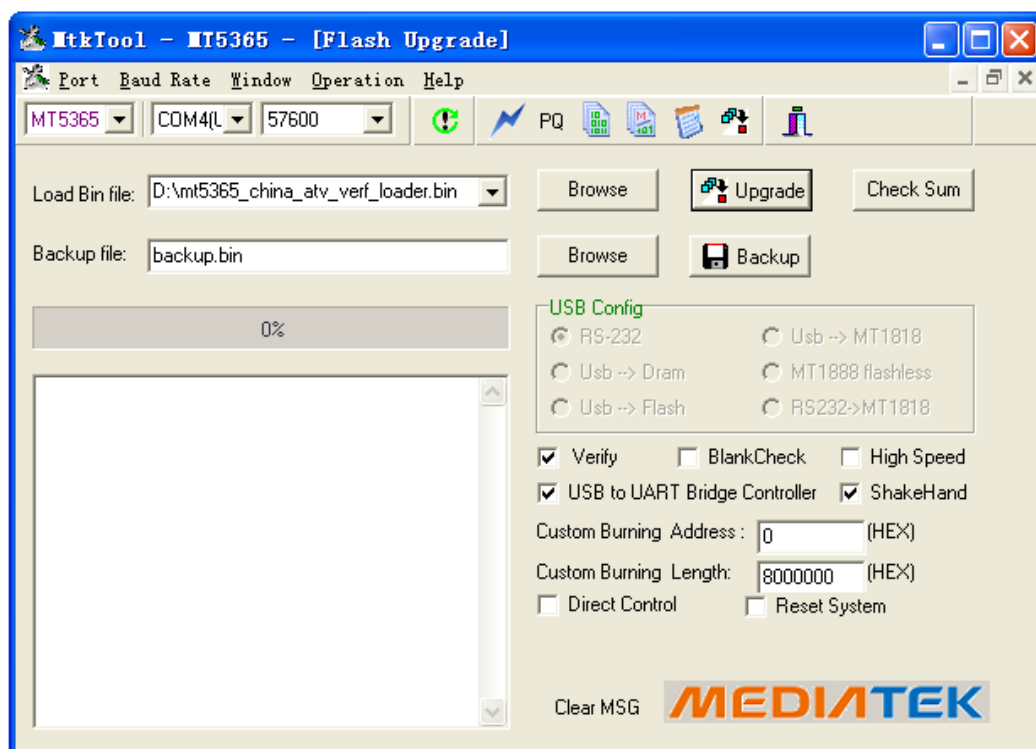 MtkTool - MT5365 - [Flash Upgrade]
Port Baud Rate Window Operation Help
MT5365 COM4(L 57600 PQ
Load Bin file: D:\mt5365_china_atv_verf_loader.bin Browse Upgrade Check Sum
Backup file: backup.bin Browse Backup
0%
USB Config
RS-232 Usb --> MT1818
Usb --> Dram MT1888 flashless
Usb --> Flash RS232->MT1818
Verify BlankCheck High Speed
USB to UART Bridge Controller ShakeHand
Custom Burning Address : 0 (HEX)
Custom Burning Length: 8000000 (HEX)
Direct Control Reset System
Clear MSG MEDIATEK